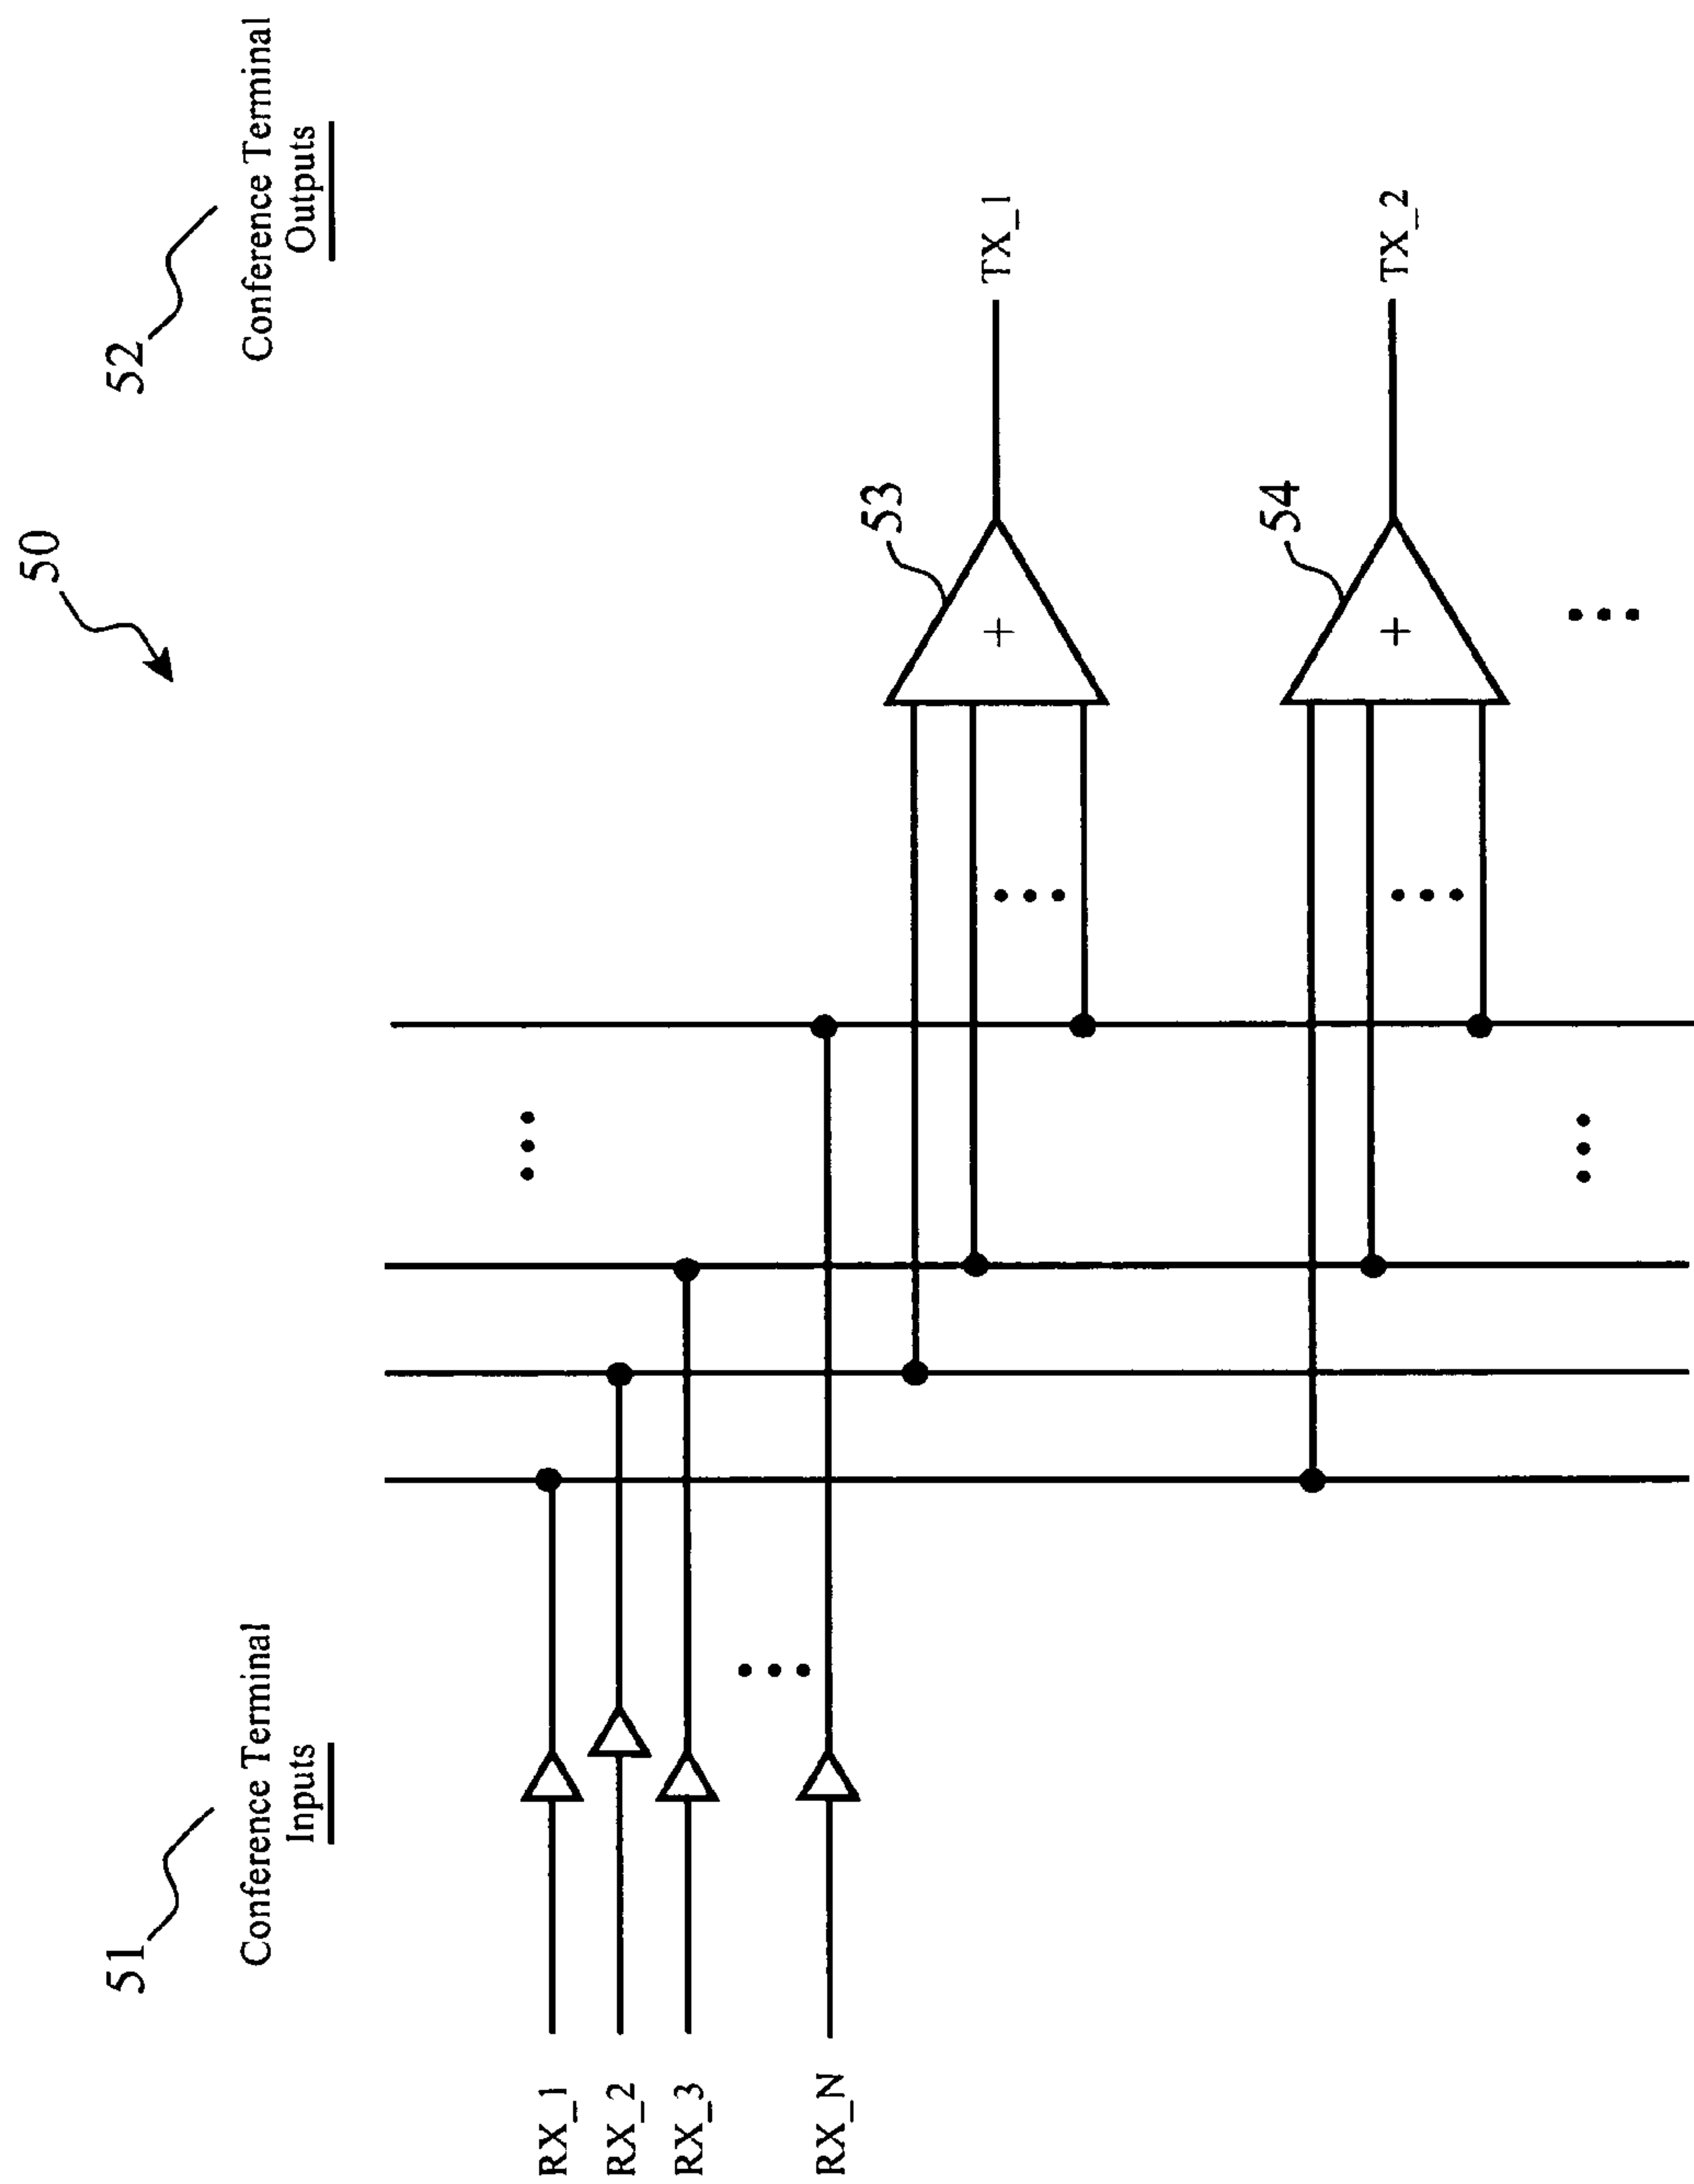 50
51
52
Conference Terminal
Inputs
Conference Terminal
Outputs
RX_1
RX_2
RX_3
RX_N
53
+
TX_1
54
+
TX_2